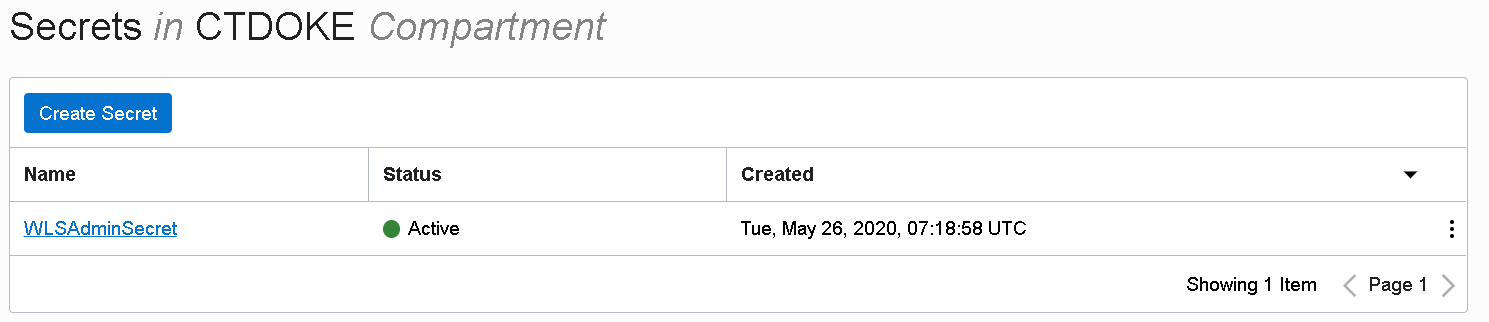 Secrets in CTDOKE Compartment
Create Secret
Name Status Created
WLSAdminSecret Active Tue, May 26, 2020, 07:18:58 UTC
Showing 1 Item Page 1